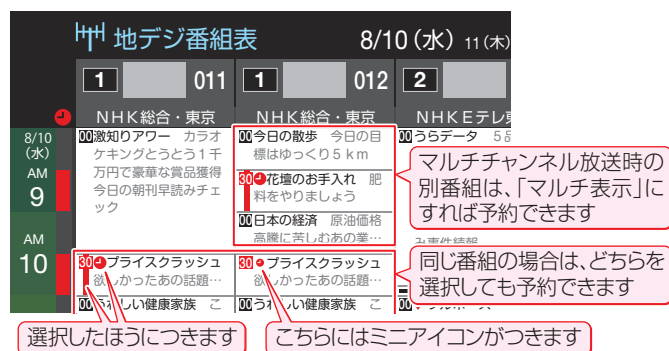 地デジ番組表
8/10(水) 11(木)
1 011 1 012 2
NHK総合・東京 NHK総合・東京 NHKEテレ
8/10
(水)
AM
9
AM
10
00激知りアワー カラオ
ケキングとうとう1千
万円で豪華な賞品獲得
今日の朝刊早読みチェ
ック
30プライスクラッシュ
欲しかったあの話題…
00うれしい健康家族 こ
00今日の散歩 今日の目
標はゆっくり5km
30花壇のお手入れ 肥
料をやりましょう
00日本の経済 原油価格
高騰に苦しむあの業…
30プライスクラッシュ
欲しかったあの話題…
00うれしい健康家族 こ
00うらデータ
マルチチャンネル放送時の
別番組は、「マルチ表示」に
すれば予約できます
同じ番組の場合は、どちらを
選択しても予約できます
選択したほうにつきます
こちらにはミニアイコンがつきます